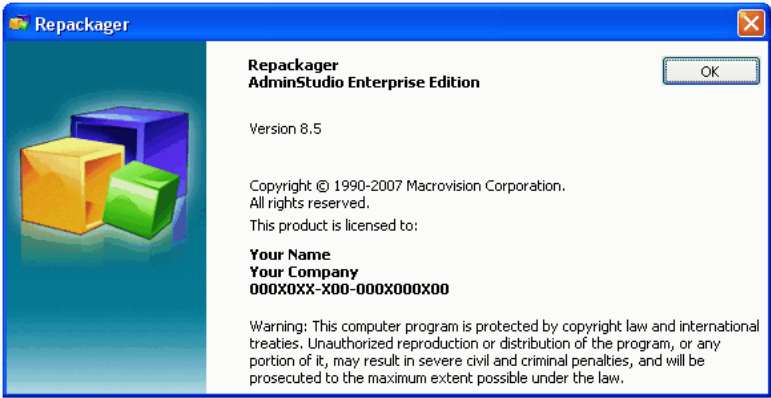 Repackager
Repackager
AdminStudio Enterprise Edition
OK
Version 8.5
Copyright © 1990-2007 Macrovision Corporation.
All rights reserved.
This product is licensed to:
Your Name
Your Company
000X0XX-X00-000X000X00
Warning: This computer program is protected by copyright law and international
treaties. Unauthorized reproduction or distribution of the program, or any
portion of it, may result in severe civil and criminal penalties, and will be
prosecuted to the maximum extent possible under the law.